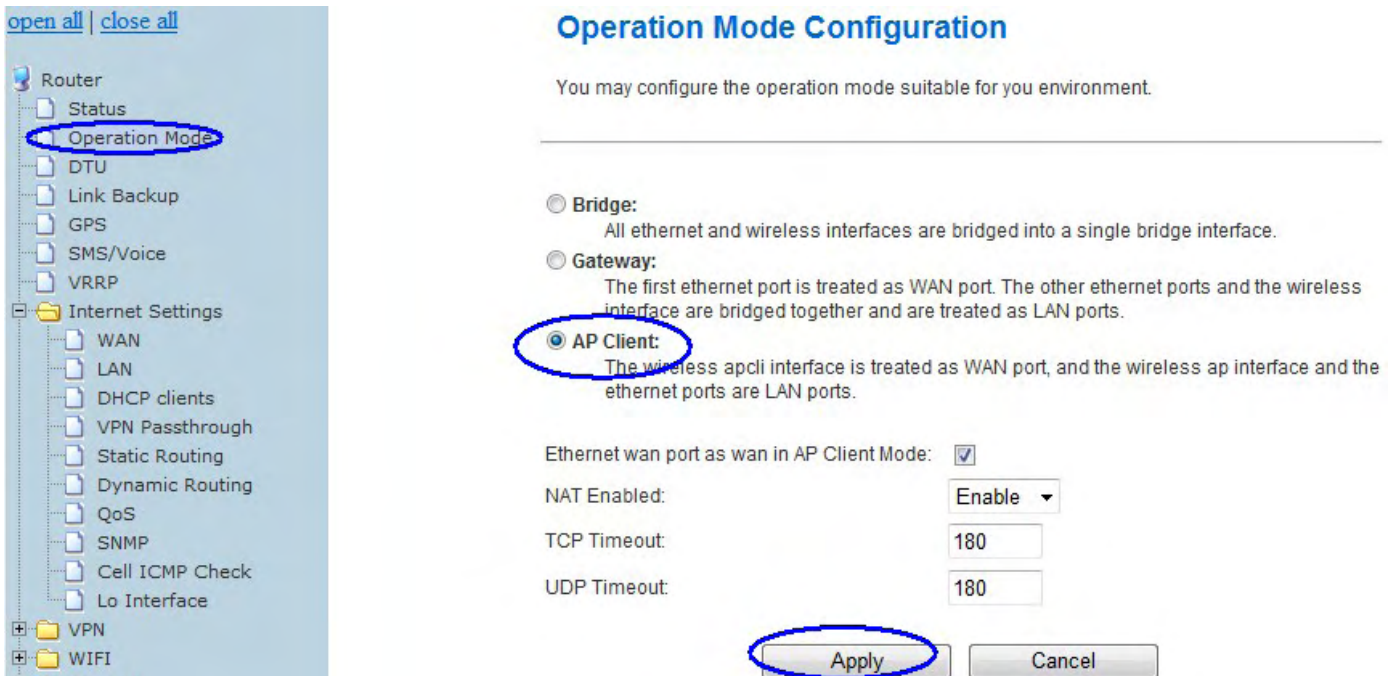 open all | close all
Router
Status
Operation Mode
DTU
Link Backup
GPS
SMS/Voice
VRRP
Internet Settings
WAN
LAN
DHCP clients
VPN Passthrough
Static Routing
Dynamic Routing
QoS
SNMP
Cell ICMP Check
Lo Interface
VPN
WIFI
Operation Mode Configuration
You may configure the operation mode suitable for you environment.
Bridge:
All ethernet and wireless interfaces are bridged into a single bridge interface.
Gateway:
The first ethernet port is treated as WAN port. The other ethernet ports and the wireless
interface are bridged together and are treated as LAN ports.
AP Client:
The wireless apcli interface is treated as WAN port, and the wireless ap interface and the
ethernet ports are LAN ports.
Ethernet wan port as wan in AP Client Mode:
NAT Enabled: Enable
TCP Timeout: 180
UDP Timeout: 180
Apply Cancel